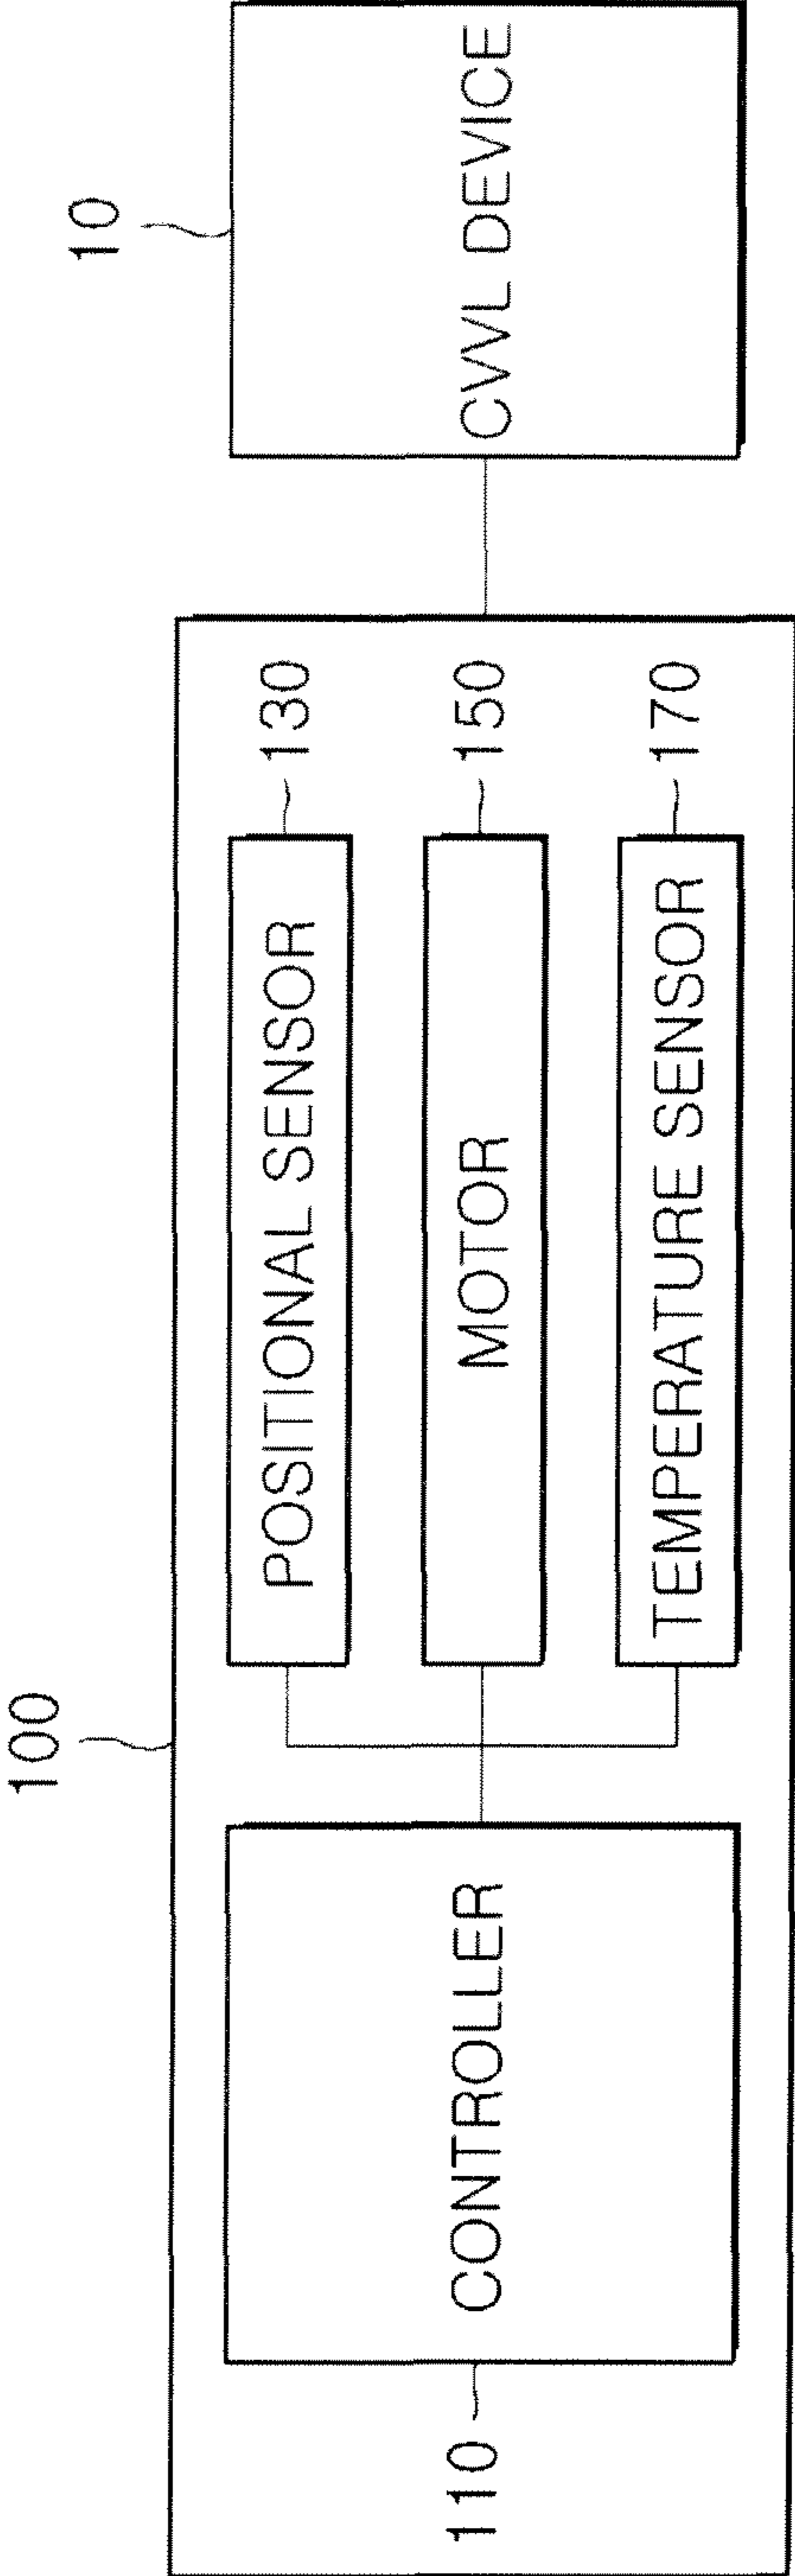 100
10
110
CONTROLLER
POSITIONAL SENSOR
130
MOTOR
150
TEMPERATURE SENSOR
170
CVVL DEVICE